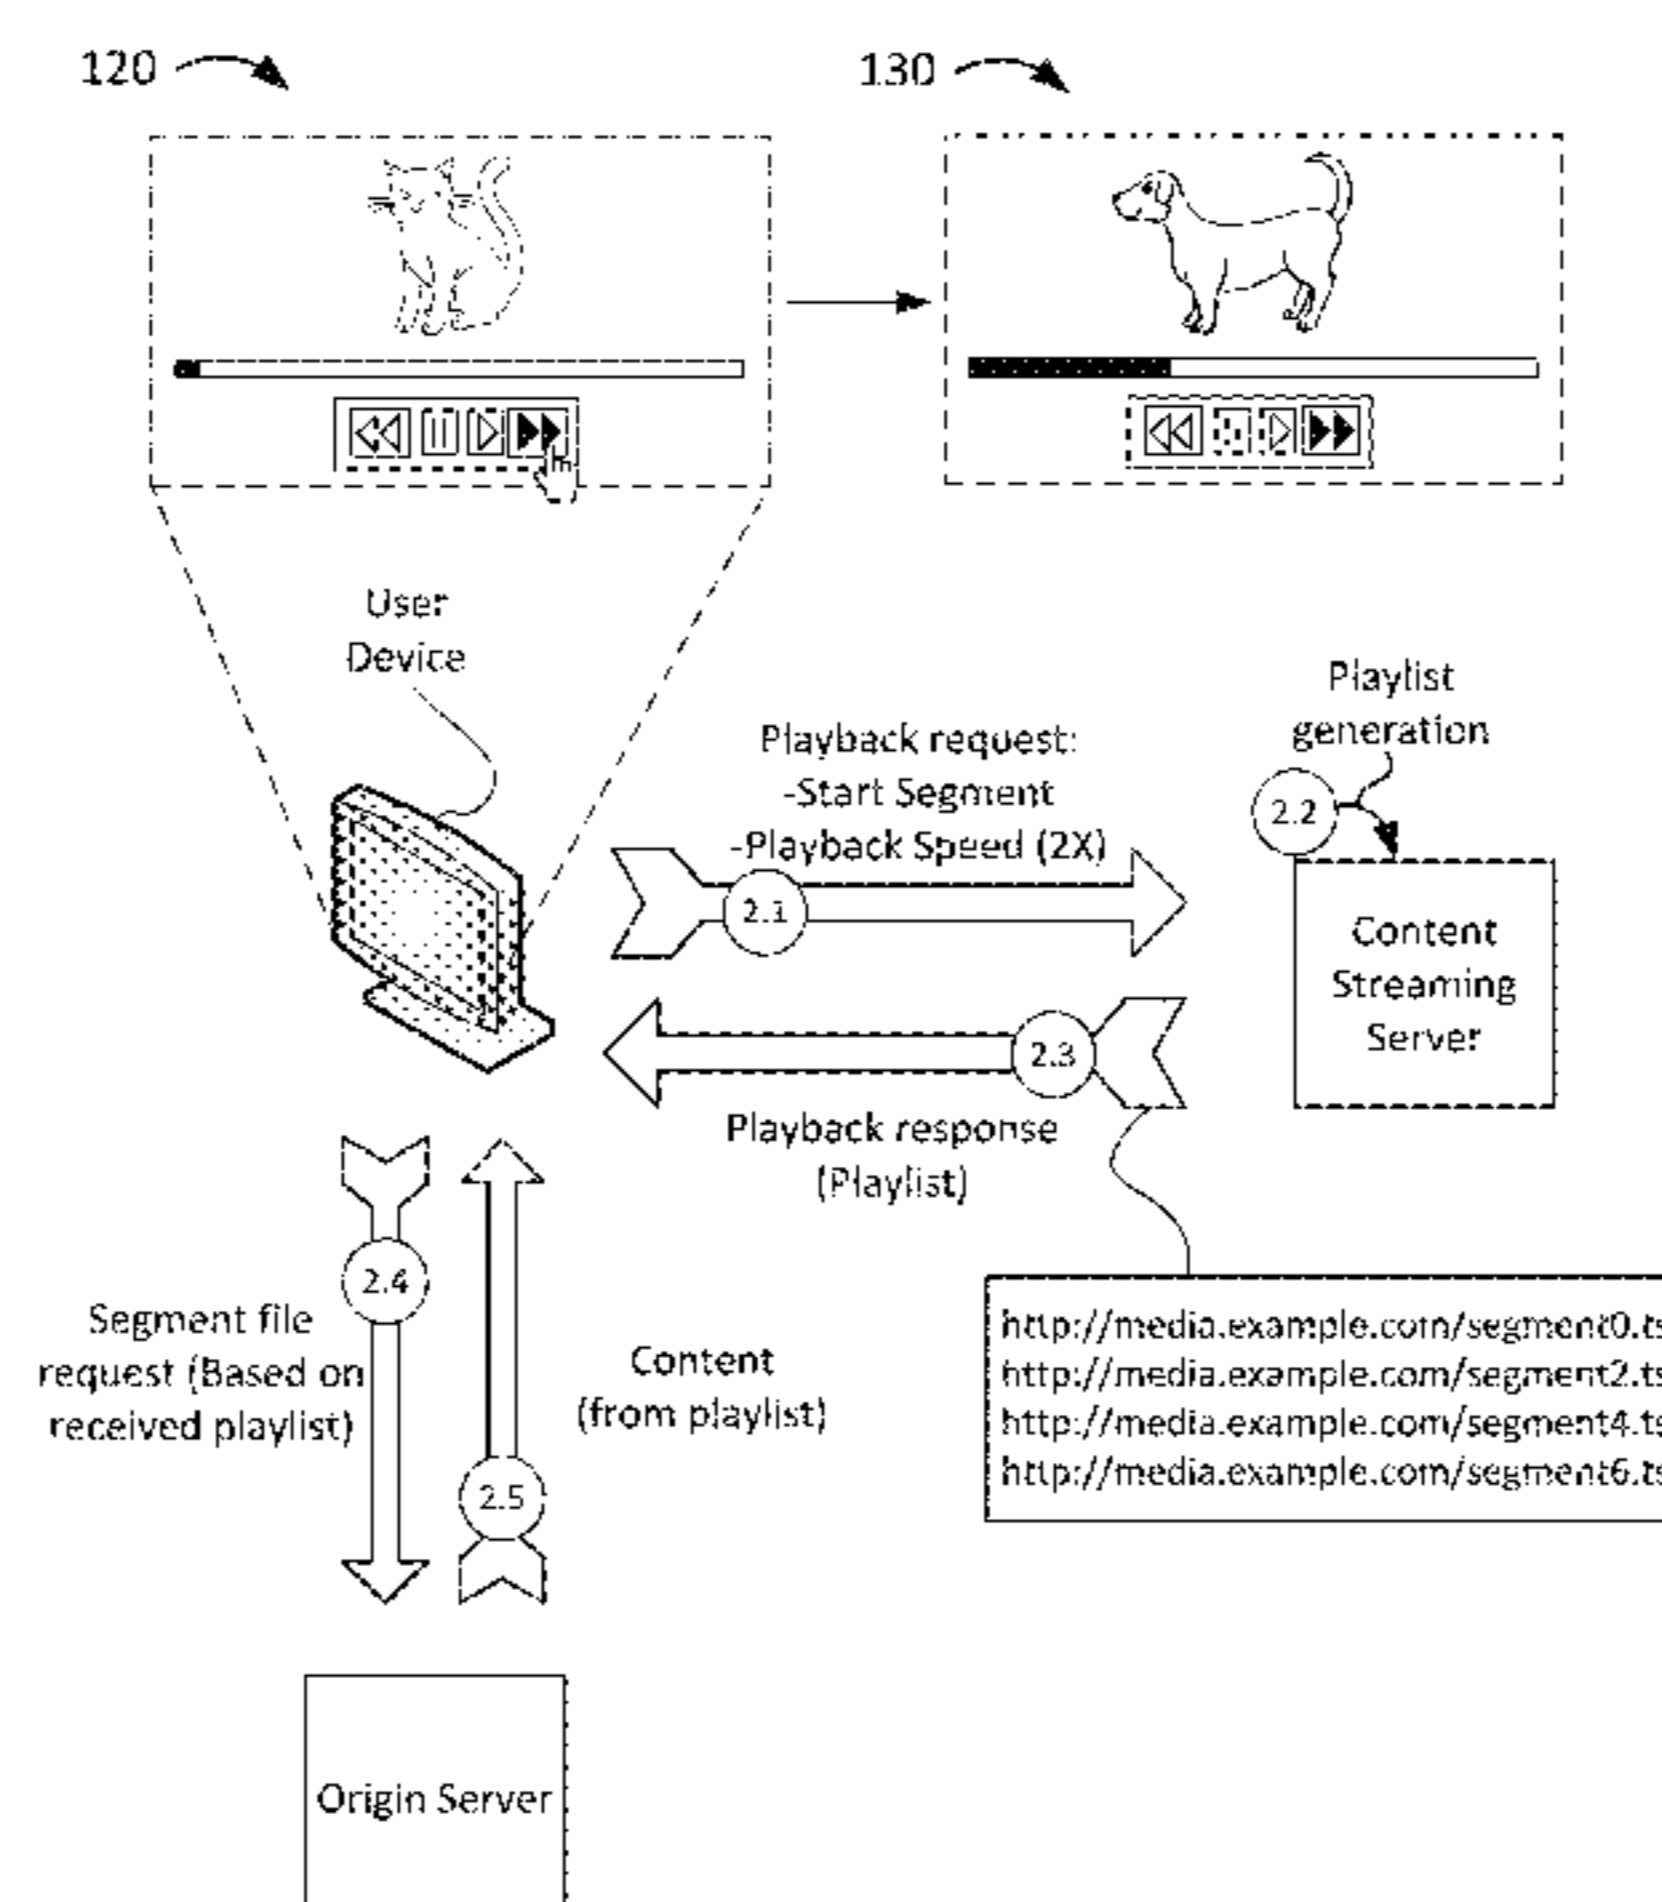 120
130
User
Device
Playlist
generation
Playback request:
-Start Segment
-Playback Speed (2X)
2.2
2.1
Content
Streaming
Server
2.3
Playback response
(Playlist)
2.4
Segment file
request (Based on
received playlist)
Content
(from playlist)
2.5
http://media.example.com/segment0.ts
http://media.example.com/segment2.ts
http://media.example.com/segment4.ts
http://media.example.com/segment6.ts
Origin Server